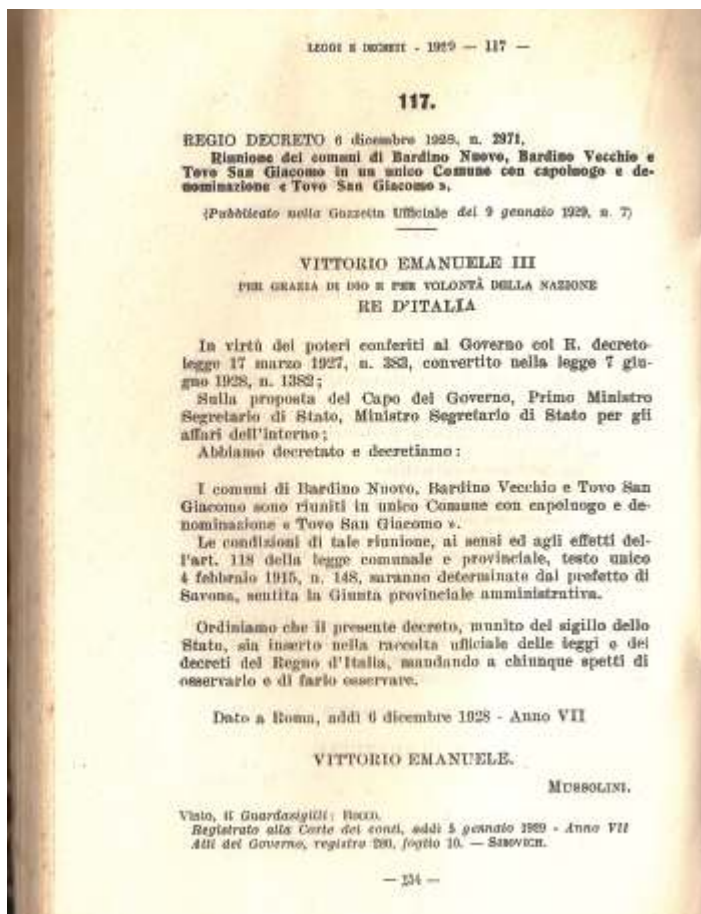 LEGGI E DECRETI - 1929 — 117 —
117.
REGIO DECRETO 6 dicembre 1928, n. 2971.
Riunione dei comuni di Bardino Nuovo, Bardino Vecchio e
Tovo San Giacomo in un unico Comune con capoluogo e de-
nominazione « Tovo San Giacomo ».
(Pubblicato nella Gazzetta Ufficiale del 9 gennaio 1929, n. 7)
VITTORIO EMANUELE III
PER GRAZIA DI DIO E PER VOLONTÀ DELLA NAZIONE
RE D'ITALIA
In virtù dei poteri conferiti al Governo col R. decreto-
legge 17 marzo 1927, n. 383, convertito nella legge 7 giu-
gno 1928, n. 1382;
Sulla proposta del Capo del Governo, Primo Ministro
Segretario di Stato, Ministro Segretario di Stato per gli
affari dell'interno;
Abbiamo decretato e decretiamo:
I comuni di Bardino Nuovo, Bardino Vecchio e Tovo San
Giacomo sono riuniti in unico Comune con capoluogo e de-
nominazione « Tovo San Giacomo ».
Le condizioni di tale riunione, ai sensi ed agli effetti del-
l'art. 118 della legge comunale e provinciale, testo unico
4 febbraio 1915, n. 148, saranno determinate dal prefetto di
Savona, sentita la Giunta provinciale amministrativa.
Ordiniamo che il presente decreto, munito del sigillo dello
Stato, sia inserto nella raccolta ufficiale delle leggi e dei
decreti del Regno d'Italia, mandando a chiunque spetti di
osservarlo e di farlo osservare.
Dato a Roma, addì 6 dicembre 1928 - Anno VII
VITTORIO EMANUELE.
MUSSOLINI.
Visto, il Guardasigilli: ROCCO.
Registrato alla Corte dei conti, addì 5 gennaio 1929 - Anno VII
Atti del Governo, registro 280, foglio 10. — SIROVICH.
— 254 —